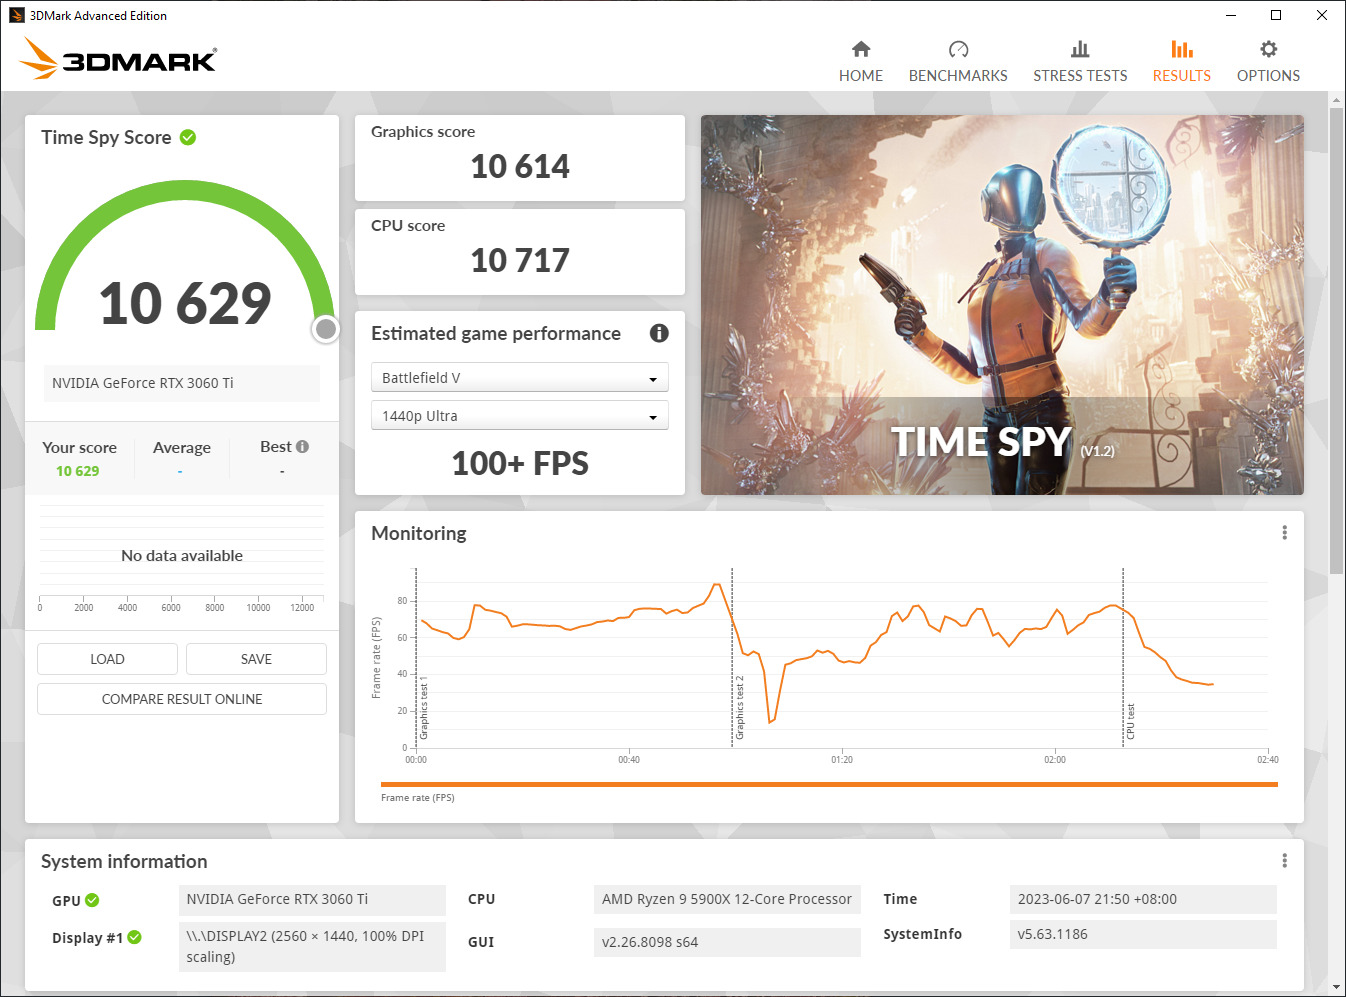 3DMark Advanced Edition
3DMARK®
HOME
BENCHMARKS
STRESS TESTS
RESULTS
OPTIONS
Time Spy Score
10 629
NVIDIA GeForce RTX 3060 Ti
Your score
10 629
Average
-
Best
-
No data available
0 2000 4000 6000 8000 10000 12000
LOAD
SAVE
COMPARE RESULT ONLINE
Graphics score
10 614
CPU score
10 717
Estimated game performance
Battlefield V
1440p Ultra
100+ FPS
TIME SPY (V1.2)
Monitoring
Frame rate (FPS)
80
60
40
20
0
Graphics test 1
Graphics test 2
CPU test
00:00 00:40 01:20 02:00 02:40
Frame rate (FPS)
System information
GPU
NVIDIA GeForce RTX 3060 Ti
Display #1
\\.\DISPLAY2 (2560 × 1440, 100% DPI
scaling)
CPU
AMD Ryzen 9 5900X 12-Core Processor
GUI
v2.26.8098 s64
Time
2023-06-07 21:50 +08:00
SystemInfo
v5.63.1186